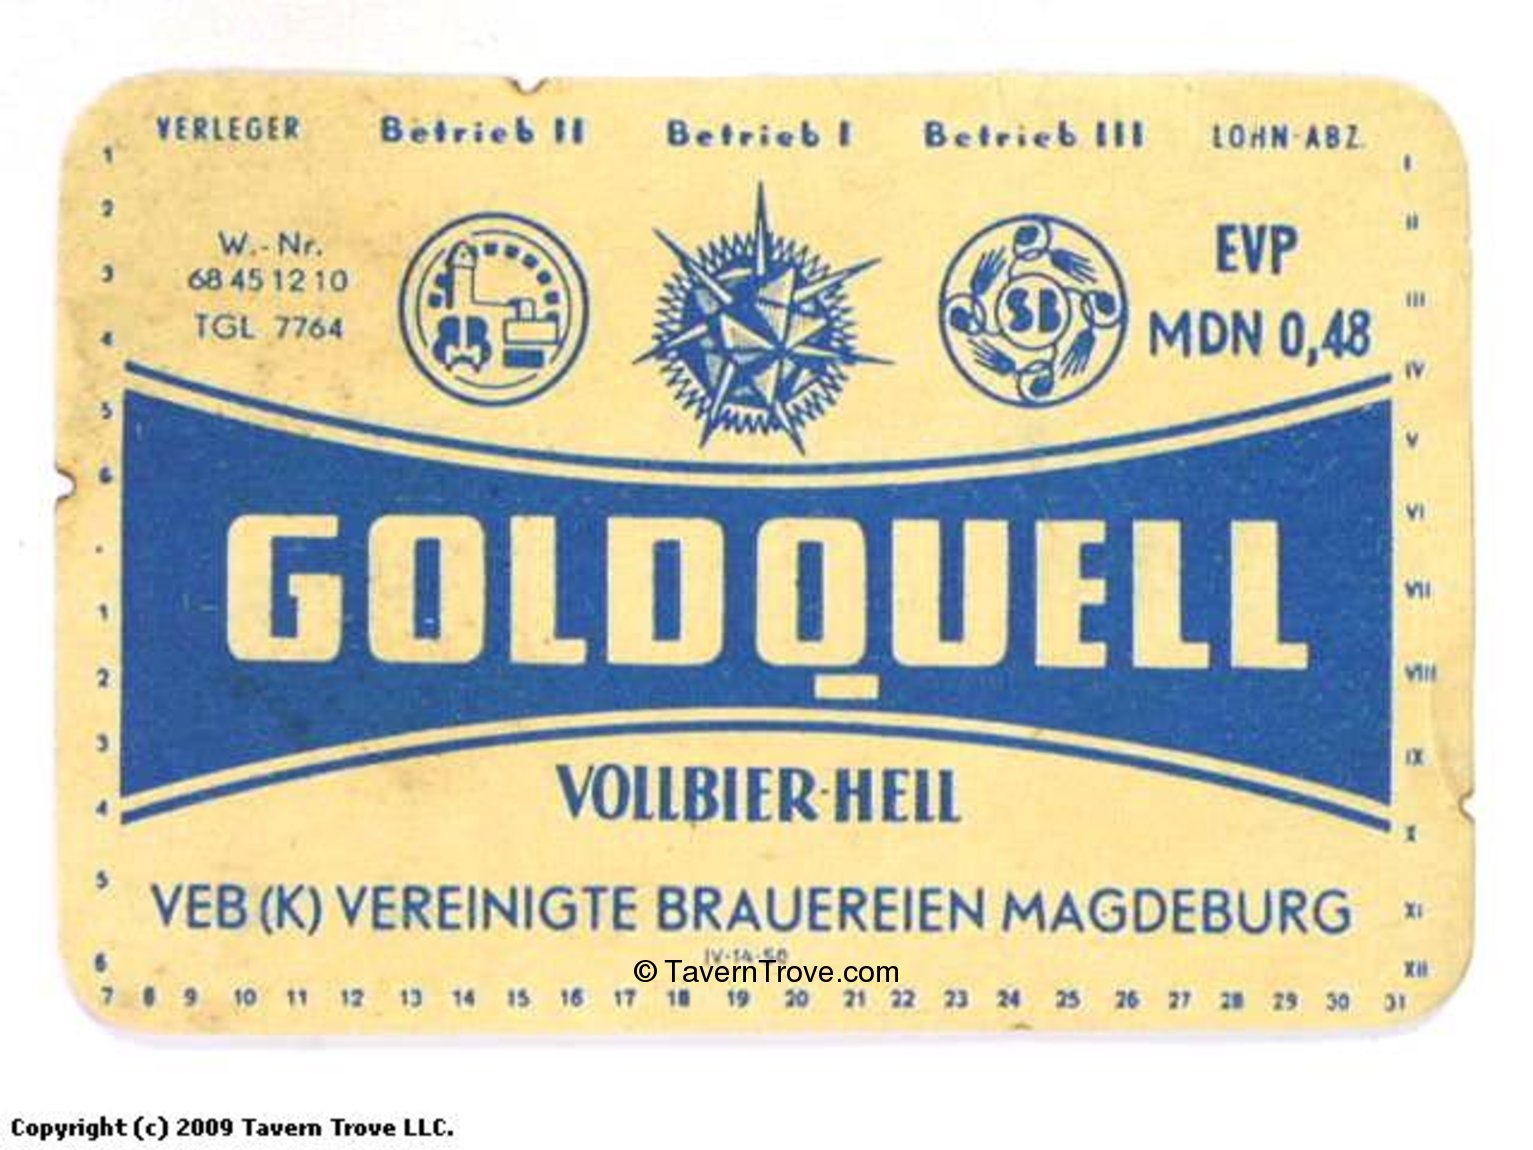 VERLEGER Betrieb II Betrieb I Betrieb III LOHN-ABZ.
W.-Nr.
68 45 12 10
TGL 7764
SB
EVP
MDN 0,48
1
2
3
4
5
6
.
1
2
3
4
5
6
I
II
III
IV
V
VI
VII
VIII
IX
X
XI
XII
GOLDQUELL
VOLLBIER-HELL
VEB (K) VEREINIGTE BRAUEREIEN MAGDEBURG
IV-14-50
© TavernTrove.com
7 8 9 10 11 12 13 14 15 16 17 18 19 20 21 22 23 24 25 26 27 28 29 30 31
Copyright (c) 2009 Tavern Trove LLC.